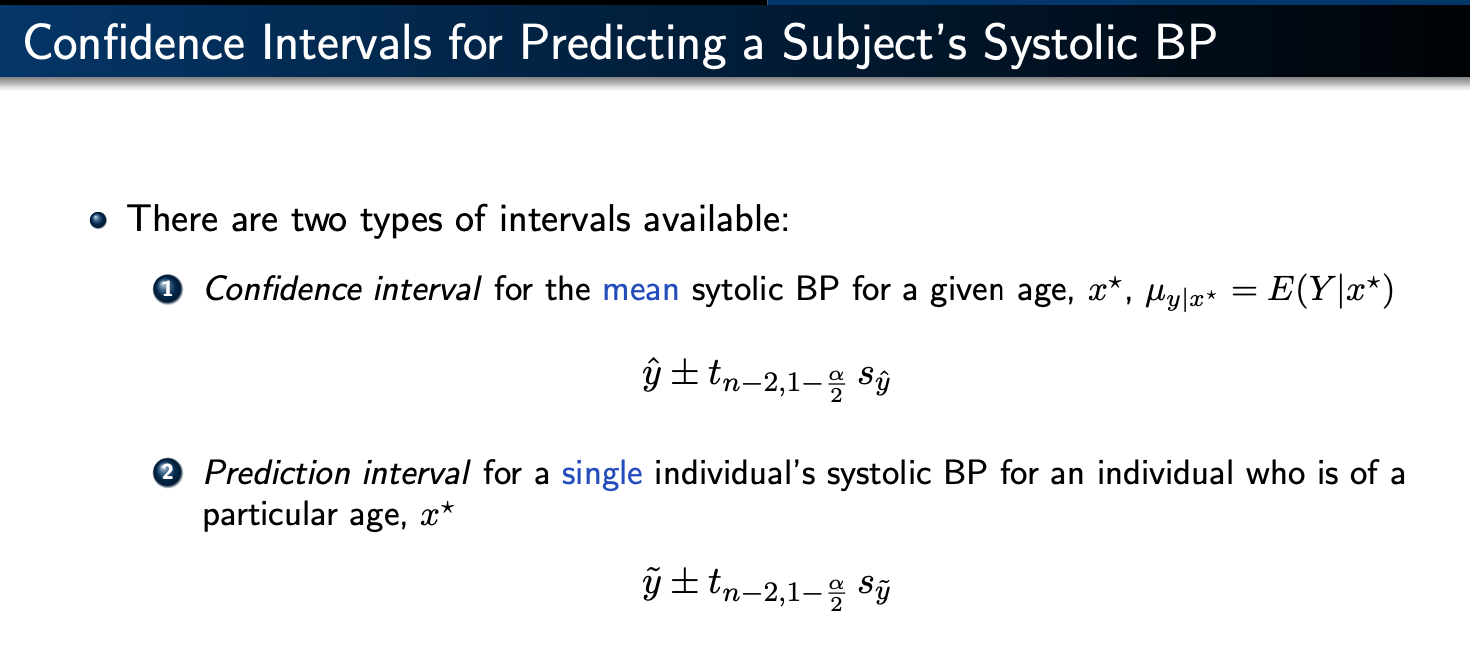 Confidence Intervals for Predicting a Subject's Systolic BP
There are two types of intervals available:
1 Confidence interval for the mean sytolic BP for a given age, x⋆, μ_{y|x⋆} = E(Y|x⋆)
ŷ ± t_{n−2,1−α/2} s_ŷ
2 Prediction interval for a single individual's systolic BP for an individual who is of a
particular age, x⋆
ỹ ± t_{n−2,1−α/2} s_ỹ